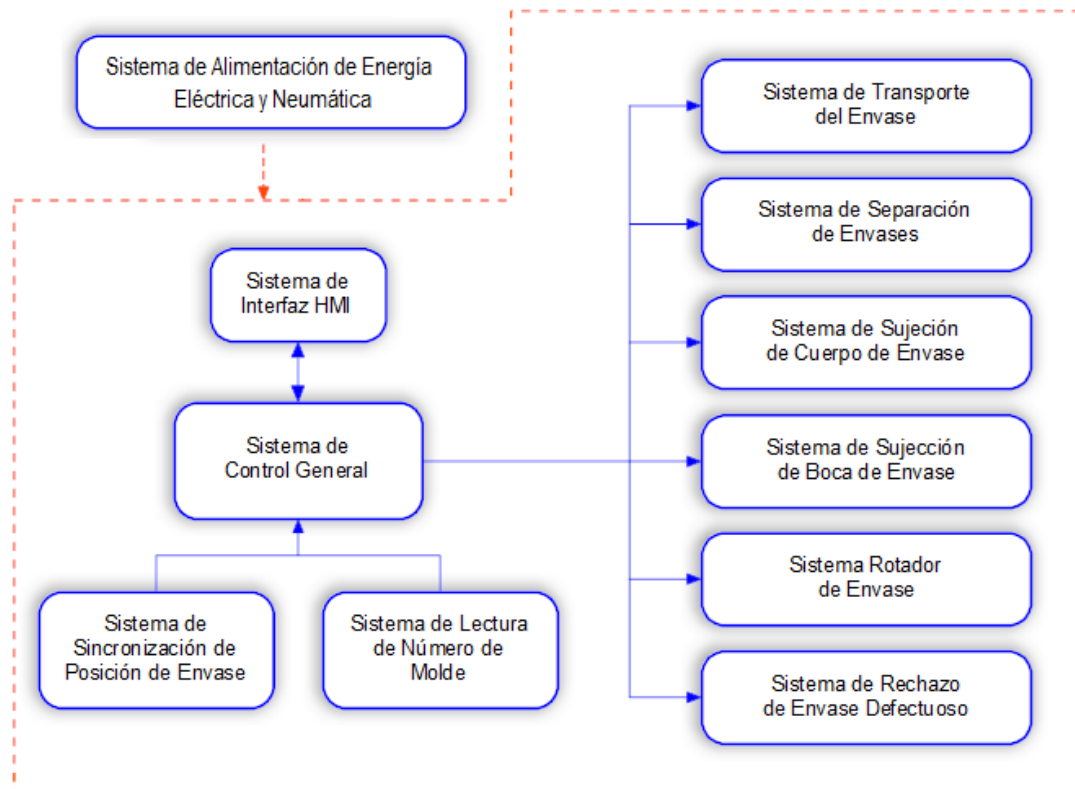 Sistema de Alimentación de Energía
Eléctrica y Neumática
Sistema de
Interfaz HMI
Sistema de
Control General
Sistema de
Sincronización de
Posición de Envase
Sistema de Lectura
de Número de
Molde
Sistema de Transporte
del Envase
Sistema de Separación
de Envases
Sistema de Sujeción
de Cuerpo de Envase
Sistema de Sujección
de Boca de Envase
Sistema Rotador
de Envase
Sistema de Rechazo
de Envase Defectuoso